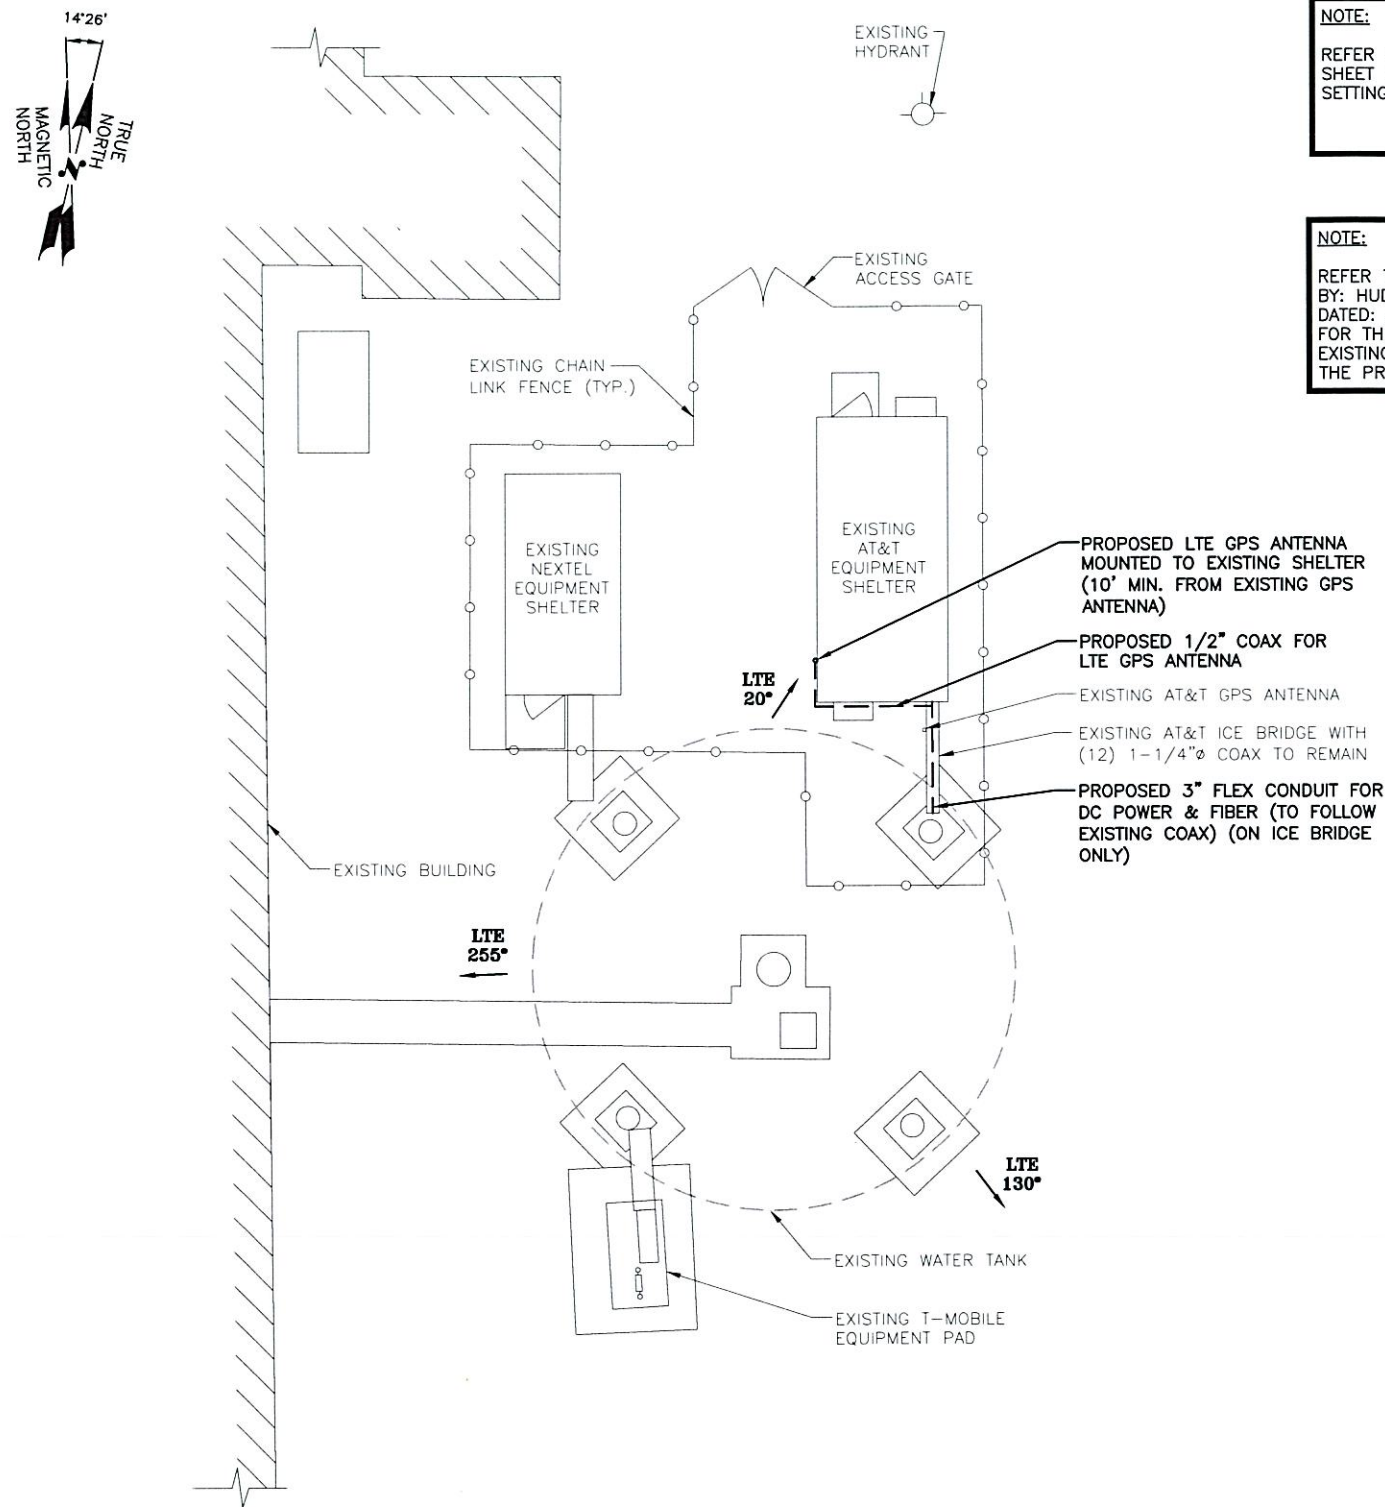 14°26'
TRUE
NORTH
MAGNETIC
NORTH
N
EXISTING
HYDRANT
NOTE:
REFER
SHEET
SETTING
NOTE:
REFER
BY:
DATED:
FOR
EXISTING
THE
EXISTING
ACCESS GATE
EXISTING CHAIN
LINK FENCE (TYP.)
EXISTING
NEXTEL
EQUIPMENT
SHELTER
EXISTING
AT&T
EQUIPMENT
SHELTER
PROPOSED LTE GPS ANTENNA
MOUNTED TO EXISTING SHELTER
(10' MIN. FROM EXISTING GPS
ANTENNA)
PROPOSED 1/2" COAX FOR
LTE GPS ANTENNA
EXISTING AT&T GPS ANTENNA
EXISTING AT&T ICE BRIDGE WITH
(12) 1-1/4"ø COAX TO REMAIN
PROPOSED 3" FLEX CONDUIT FOR
DC POWER & FIBER (TO FOLLOW
EXISTING COAX) (ON ICE BRIDGE
ONLY)
LTE
20°
EXISTING BUILDING
LTE
255°
LTE
130°
EXISTING WATER TANK
EXISTING T-MOBILE
EQUIPMENT PAD